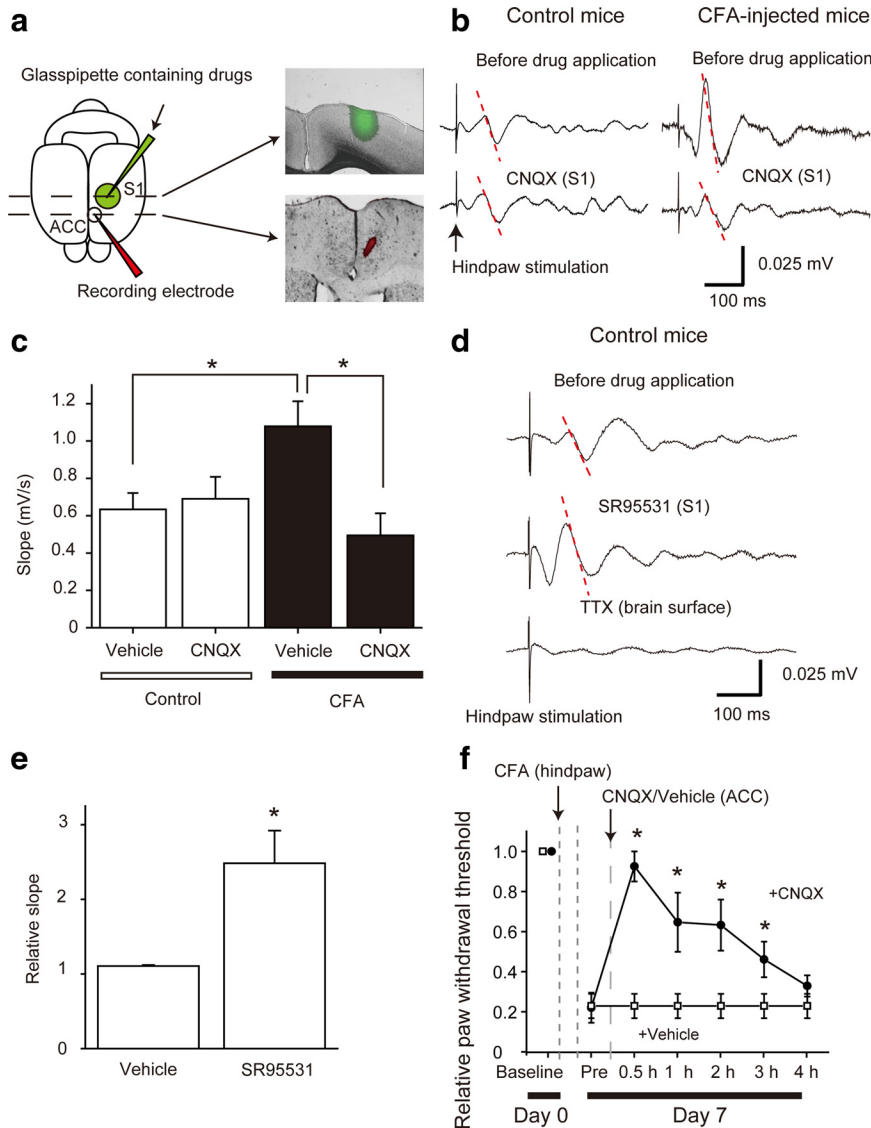 a
Glasspipette containing drugs
S1
ACC
Recording electrode
b
Control mice
CFA-injected mice
Before drug application
Before drug application
CNQX (S1)
CNQX (S1)
Hindpaw stimulation
0.025 mV
100 ms
c
*
*
1.2
1.0
0.8
0.6
0.4
0.2
0
Slope (mV/s)
Vehicle
CNQX
Vehicle
CNQX
Control
CFA
d
Control mice
Before drug application
SR95531 (S1)
TTX (brain surface)
0.025 mV
100 ms
Hindpaw stimulation
e
*
3
2
1
0
Relative slope
Vehicle
SR95531
f
CFA (hindpaw)
CNQX/Vehicle (ACC)
*
*
*
*
+CNQX
+Vehicle
1.0
0.8
0.6
0.4
0.2
0
Relative paw withdrawal threshold
Baseline
Pre
0.5 h
1 h
2 h
3 h
4 h
Day 0
Day 7